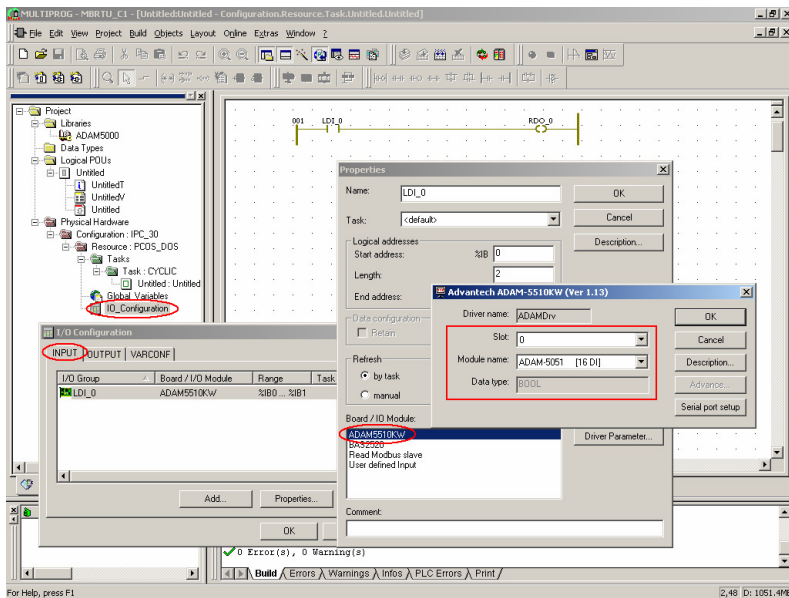 MULTIPROG - MBRTU_C1 - [Untitled:Untitled - Configuration.Resource.Task.Untitled.Untitled]
File Edit View Project Build Objects Layout Online Extras Window ?
Project
Libraries
ADAM5000
Data Types
Logical POUs
Untitled
UntitledT
UntitledV
Untitled
Physical Hardware
Configuration : IPC_30
Resource : PCOS_DOS
Tasks
Task : CYCLIC
Untitled : Untitled
Global_Variables
IO_Configuration
001 LDI_0 RDO_0
Properties
Name: LDI_0
Task: <default>
Logical addresses
Start address: %IB 0
Length: 2
End address:
Data configuration
Retain
Refresh
by task
manual
Board / IO Module:
ADAM5510KW
BA32520
Read Modbus slave
User defined Input
Comment:
OK
Cancel
Description...
Driver Parameter...
Advantech ADAM-5510KW (Ver 1.13)
Driver name: ADAMDrv
Slot: 0
Module name: ADAM-5051 [16 DI]
Data type: BOOL
OK
Cancel
Description...
Advance...
Serial port setup
I/O Configuration
INPUT OUTPUT VARCONF
I/O Group Board / I/O Module Range Task
LDI_0 ADAM5510KW %IB0 ... %IB1
Add... Properties...
OK
0 Error(s), 0 Warning(s)
Build Errors Warnings Infos PLC Errors Print
For Help, press F1
2,48 D: 1051.4MB